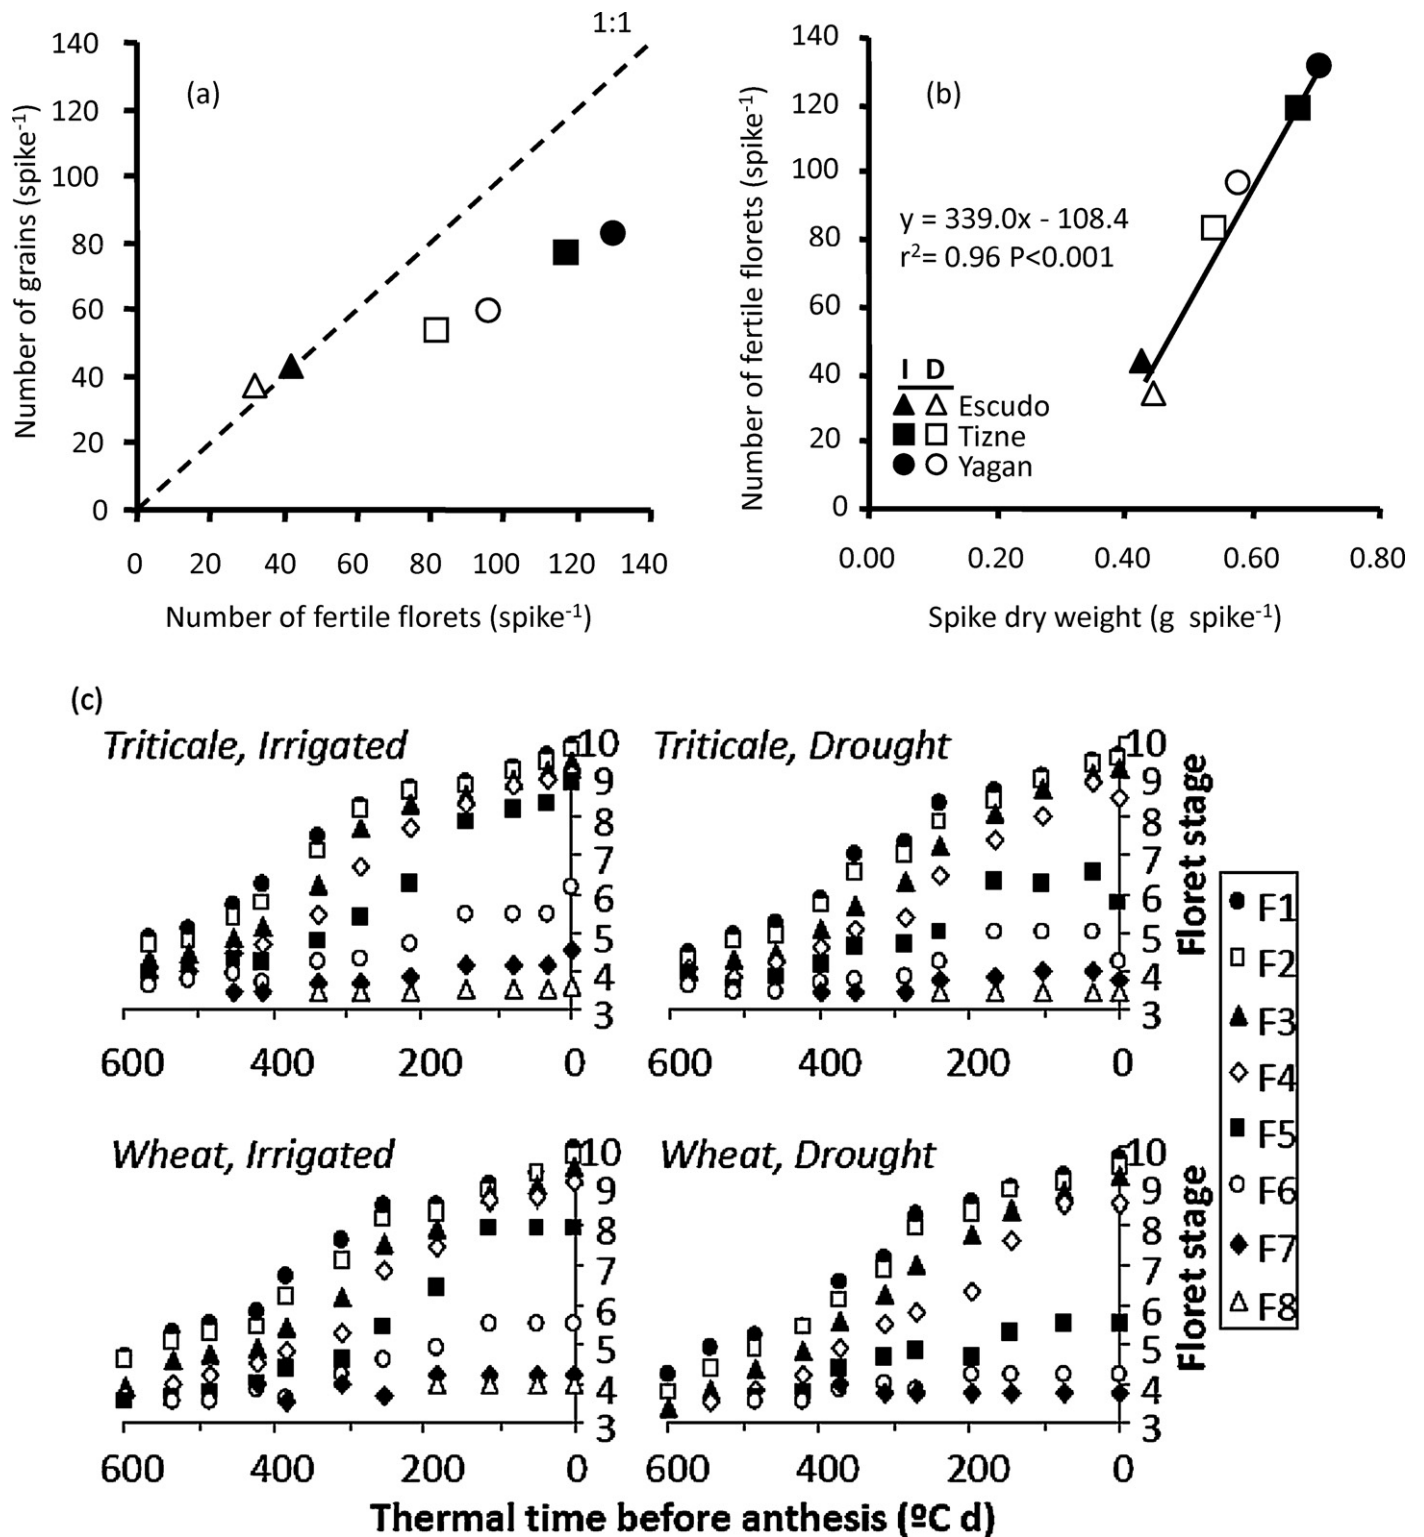 1:1
140
120
100
80
60
40
20
0
(a)
Number of grains (spike⁻¹)
0 20 40 60 80 100 120 140
Number of fertile florets (spike⁻¹)
140
120
100
80
60
40
20
0
(b)
Number of fertile florets (spike⁻¹)
y = 339.0x - 108.4
r²= 0.96 P<0.001
I D
Escudo
Tizne
Yagan
0.00 0.20 0.40 0.60 0.80
Spike dry weight (g spike⁻¹)
(c)
Triticale, Irrigated
10
9
8
7
6
5
4
3
600 400 200 0
Triticale, Drought
10
9
8
7
6
5
4
3
600 400 200 0
Floret stage
Wheat, Irrigated
10
9
8
7
6
5
4
3
600 400 200 0
Wheat, Drought
10
9
8
7
6
5
4
3
600 400 200 0
Floret stage
F1
F2
F3
F4
F5
F6
F7
F8
Thermal time before anthesis (ºC d)